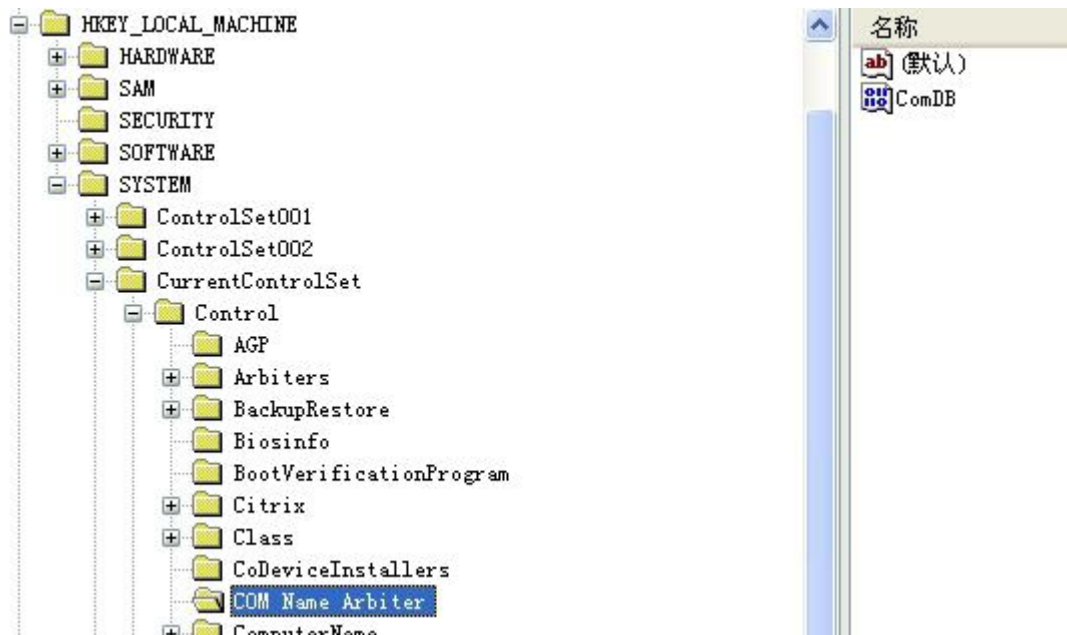 HKEY_LOCAL_MACHINE
HARDWARE
SAM
SECURITY
SOFTWARE
SYSTEM
ControlSet001
ControlSet002
CurrentControlSet
Control
AGP
Arbiters
BackupRestore
Biosinfo
BootVerificationProgram
Citrix
Class
CoDeviceInstallers
COM Name Arbiter
ComputerName
名称
(默认)
ComDB